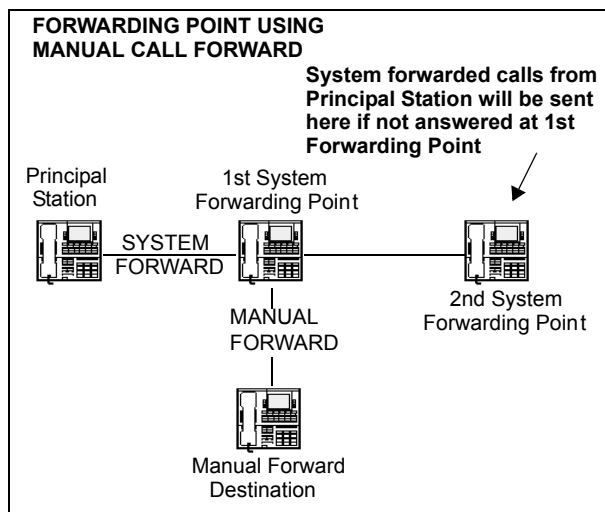 FORWARDING POINT USING
MANUAL CALL FORWARD
System forwarded calls from
Principal Station will be sent
here if not answered at 1st
Forwarding Point
Principal
Station
1st System
Forwarding Point
SYSTEM
FORWARD
2nd System
Forwarding Point
MANUAL
FORWARD
Manual Forward
Destination